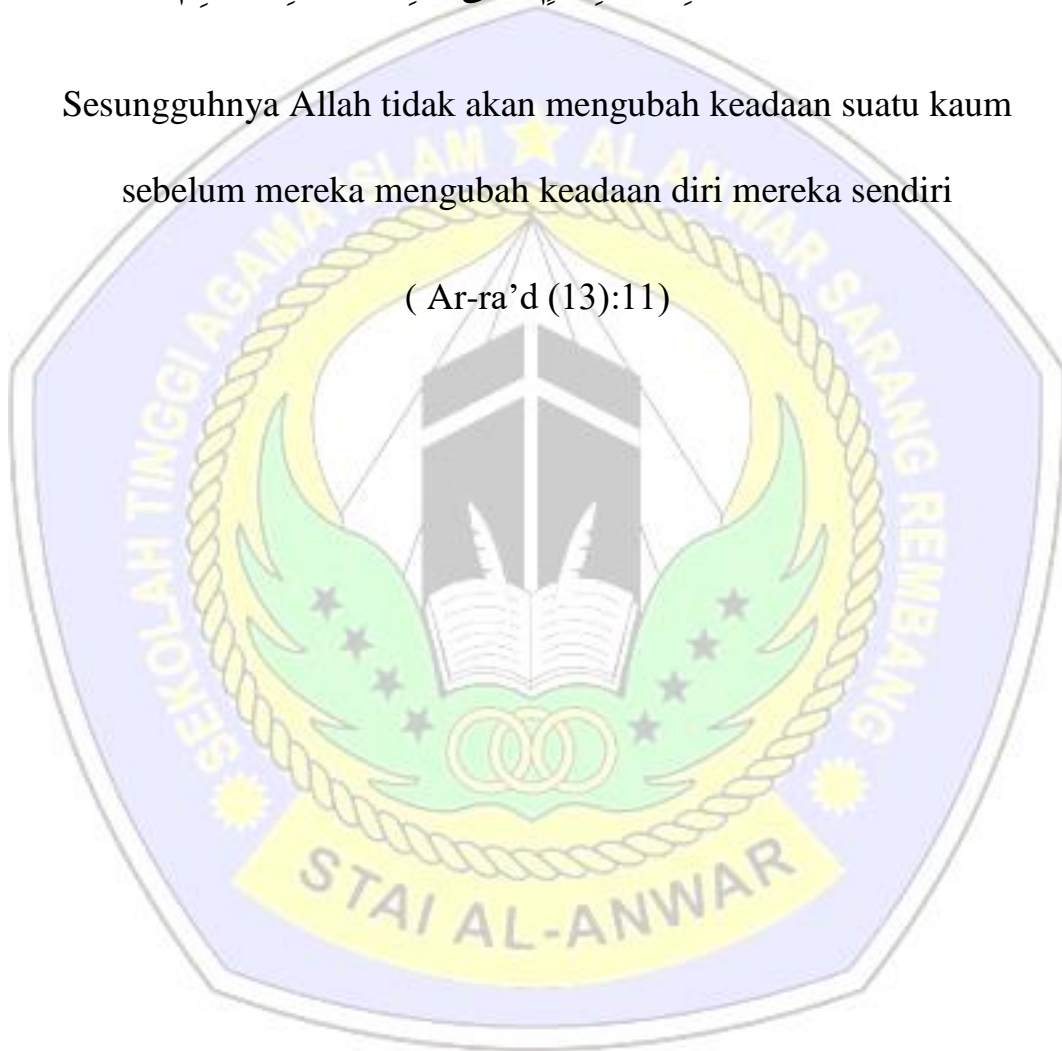 Sesungguhnya Allah tidak akan mengubah keadaan suatu kaum
sebelum mereka mengubah keadaan diri mereka sendiri
( Ar-ra’d (13):11)
SEKOLAH TINGGI AGAMA ISLAM ★ AL ANWAR SARANG REMBANG
STAI AL-ANWAR